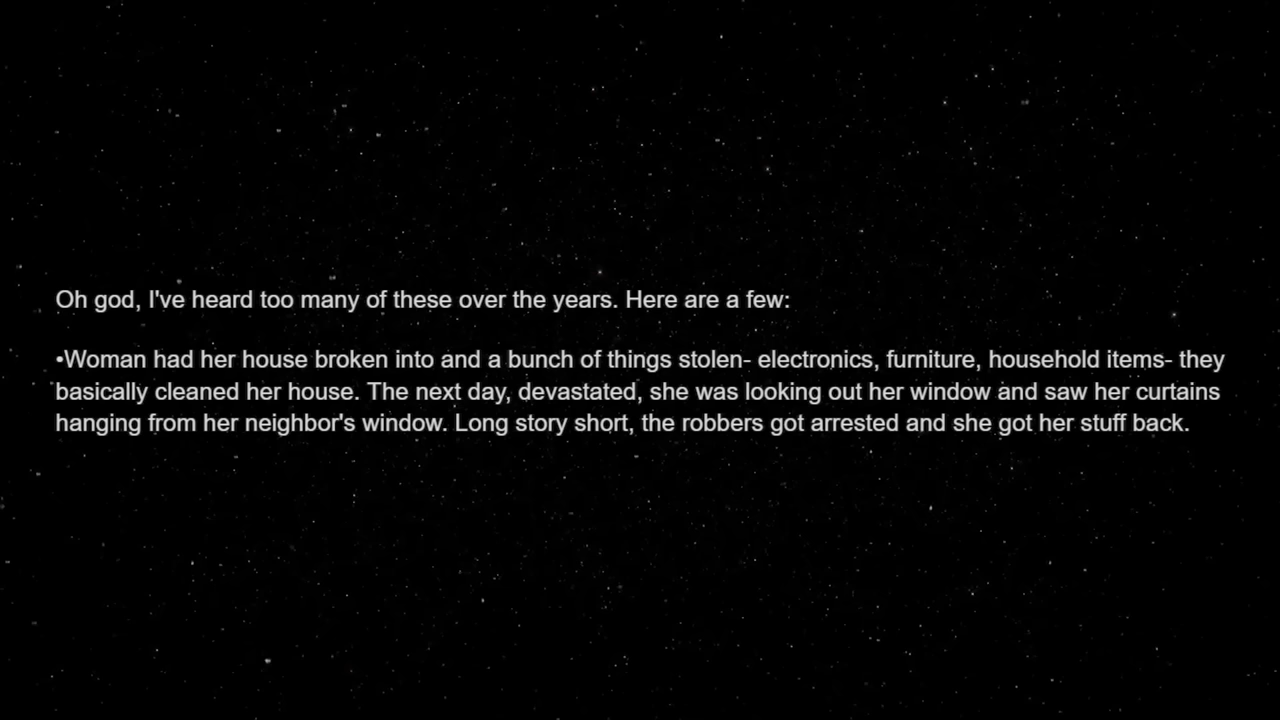 Oh god, I've heard too many of these over the years. Here are a few:
•Woman had her house broken into and a bunch of things stolen- electronics, furniture, household items- they
basically cleaned her house. The next day, devastated, she was looking out her window and saw her curtains
hanging from her neighbor's window. Long story short, the robbers got arrested and she got her stuff back.